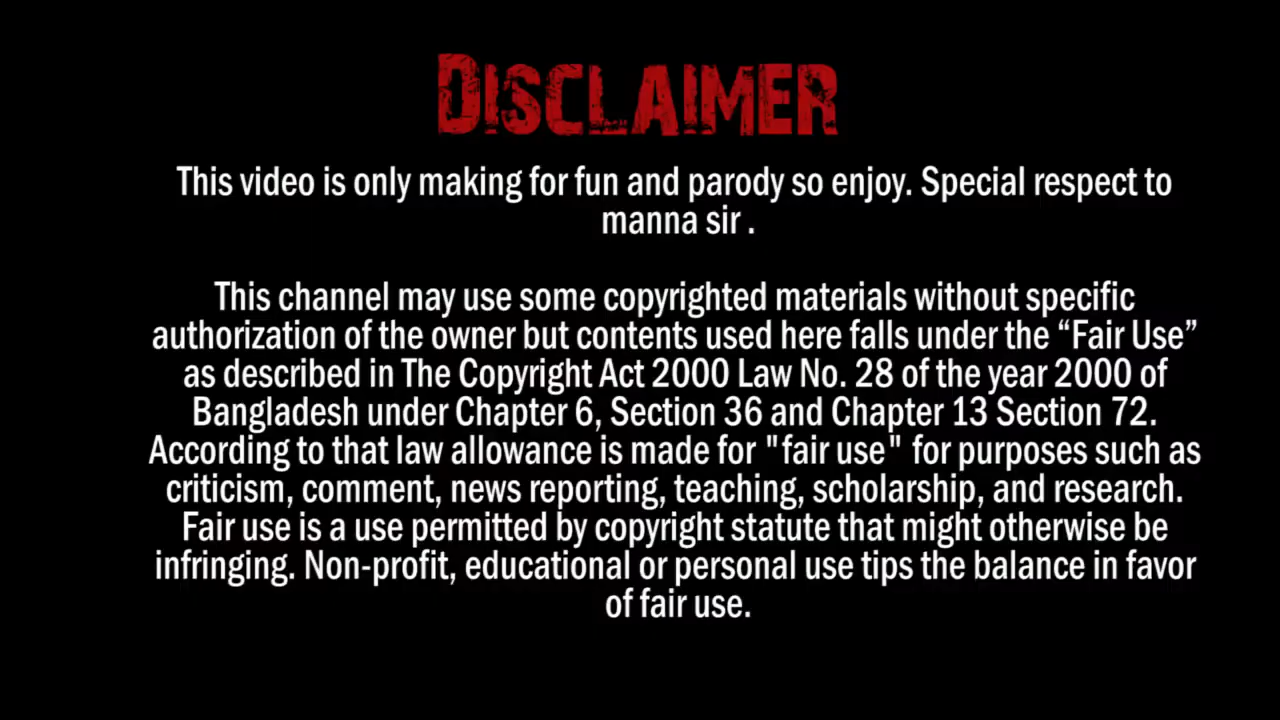 DISCLAIMER
This video is only making for fun and parody so enjoy. Special respect to
manna sir .
This channel may use some copyrighted materials without specific
authorization of the owner but contents used here falls under the “Fair Use”
as described in The Copyright Act 2000 Law No. 28 of the year 2000 of
Bangladesh under Chapter 6, Section 36 and Chapter 13 Section 72.
According to that law allowance is made for "fair use" for purposes such as
criticism, comment, news reporting, teaching, scholarship, and research.
Fair use is a use permitted by copyright statute that might otherwise be
infringing. Non-profit, educational or personal use tips the balance in favor
of fair use.